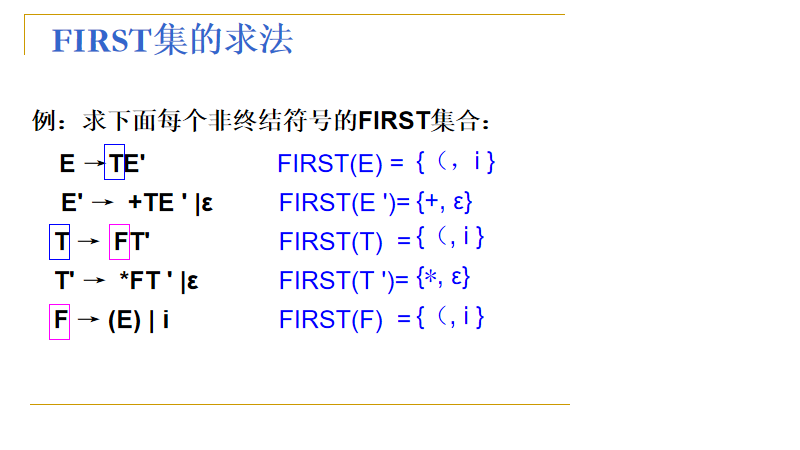 FIRST集的求法
例：求下面每个非终结符号的FIRST集合：
E →TE' FIRST(E) = {（，i }
E' → +TE ' |ε FIRST(E ')= {+, ε}
T → FT' FIRST(T) = {（, i }
T' → *FT ' |ε FIRST(T ')= {*, ε}
F → (E) | i FIRST(F) = {（, i }